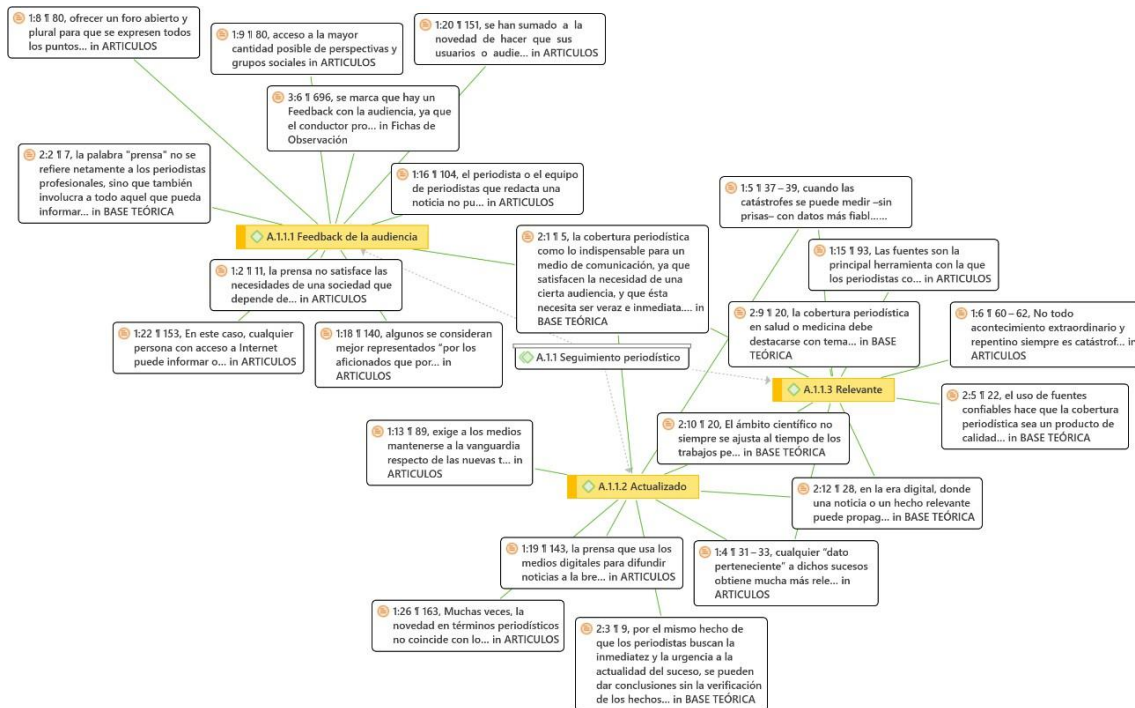 1:8 ¶ 80, ofrecer un foro abierto y
plural para que se expresen todos
los puntos... in ARTICULOS
1:9 ¶ 80, acceso a la mayor
cantidad posible de perspectivas y
grupos sociales in ARTICULOS
1:20 ¶ 151, se han sumado a la
novedad de hacer que sus
usuarios o audie... in ARTICULOS
3:6 ¶ 696, se marca que hay un
Feedback con la audiencia, ya que
el conductor pro... in Fichas de
Observación
2:2 ¶ 7, la palabra "prensa" no se
refiere netamente a los periodistas
profesionales, sino que también
involucra a todo aquel que pueda
informar... in BASE TEÓRICA
1:16 ¶ 104, el periodista o el equipo
de periodistas que redacta una
noticia no pu... in ARTICULOS
1:5 ¶ 37 – 39, cuando las
catástrofes se puede medir –sin
prisas– con datos más fiabl......
A.1.1.1 Feedback de la audiencia
2:1 ¶ 5, la cobertura periodística
como lo indispensable para un
medio de comunicación, ya que
satisfacen la necesidad de una
cierta audiencia, y que ésta
necesita ser veraz e inmediata.... in
BASE TEÓRICA
1:15 ¶ 93, Las fuentes son la
principal herramienta con la que
los periodistas co... in ARTICULOS
1:2 ¶ 11, la prensa no satisface las
necesidades de una sociedad que
depende de... in ARTICULOS
2:9 ¶ 20, la cobertura periodística
en salud o medicina debe
destacarse con tema... in BASE
TEÓRICA
1:6 ¶ 60 – 62, No todo
acontecimiento extraordinario y
repentino siempre es catástrof... in
ARTICULOS
1:22 ¶ 153, En este caso, cualquier
persona con acceso a Internet
puede informar o... in ARTICULOS
1:18 ¶ 140, algunos se consideran
mejor representados "por los
aficionados que por... in
ARTICULOS
A.1.1 Seguimiento periodístico
A.1.1.3 Relevante
2:5 ¶ 22, el uso de fuentes
confiables hace que la cobertura
periodística sea un producto de
calidad... in BASE TEÓRICA
1:13 ¶ 89, exige a los medios
mantenerse a la vanguardia
respecto de las nuevas t... in
ARTICULOS
2:10 ¶ 20, El ámbito científico no
siempre se ajusta al tiempo de los
trabajos pe... in BASE TEÓRICA
A.1.1.2 Actualizado
2:12 ¶ 28, en la era digital, donde
una noticia o un hecho relevante
puede propag... in BASE TEÓRICA
1:19 ¶ 143, la prensa que usa los
medios digitales para difundir
noticias a la bre... in ARTICULOS
1:4 ¶ 31 – 33, cualquier "dato
perteneciente" a dichos sucesos
obtiene mucha más rele... in
ARTICULOS
1:26 ¶ 163, Muchas veces, la
novedad en términos periodísticos
no coincide con lo... in ARTICULOS
2:3 ¶ 9, por el mismo hecho de
que los periodistas buscan la
inmediatez y la urgencia a la
actualidad del suceso, se pueden
dar conclusiones sin la verificación
de los hechos... in BASE TEÓRICA